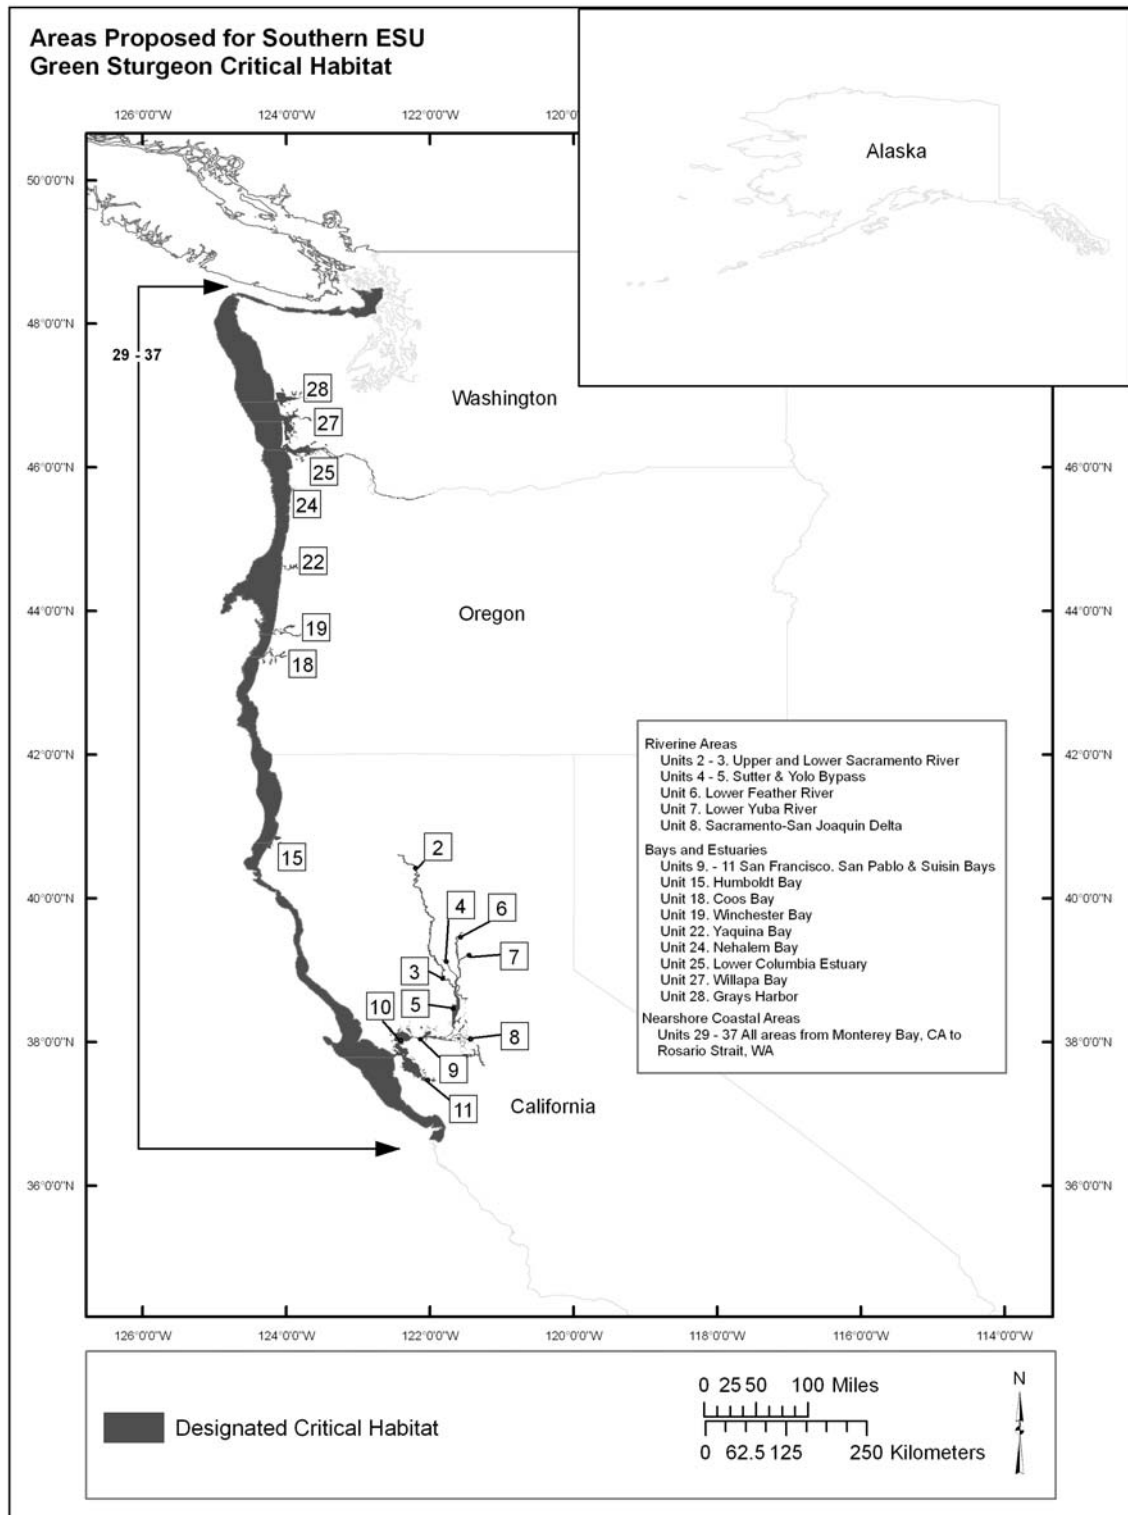 Areas Proposed for Southern ESU
Green Sturgeon Critical Habitat
126°0'0"W
124°0'0"W
122°0'0"W
120°0'
Alaska
50°0'0"N
48°0'0"N
29 - 37
28
Washington
27
46°0'0"N
25
46°0'0"N
24
22
44°0'0"N
Oregon
44°0'0"N
19
18
42°0'0"N
42°0'0"N
Riverine Areas
Units 2 - 3. Upper and Lower Sacramento River
Units 4 - 5. Sutter & Yolo Bypass
Unit 6. Lower Feather River
Unit 7. Lower Yuba River
Unit 8. Sacramento-San Joaquin Delta
Bays and Estuaries
Units 9. - 11 San Francisco. San Pablo & Suisin Bays
Unit 15. Humboldt Bay
Unit 18. Coos Bay
Unit 19. Winchester Bay
Unit 22. Yaquina Bay
Unit 24. Nehalem Bay
Unit 25. Lower Columbia Estuary
Unit 27. Willapa Bay
Unit 28. Grays Harbor
Nearshore Coastal Areas
Units 29 - 37 All areas from Monterey Bay, CA to
Rosario Strait, WA
15
2
40°0'0"N
40°0'0"N
4
6
7
3
5
10
38°0'0"N
8
38°0'0"N
9
11
California
36°0'0"N
36°0'0"N
126°0'0"W
124°0'0"W
122°0'0"W
120°0'0"W
118°0'0"W
116°0'0"W
114°0'0"W
Designated Critical Habitat
0 25 50 100 Miles
0 62.5 125 250 Kilometers
N